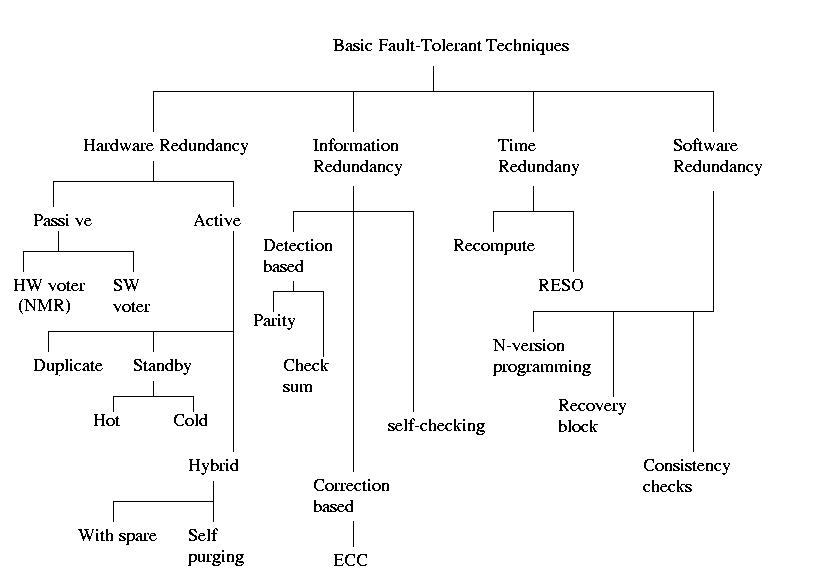 Basic Fault-Tolerant Techniques
Hardware Redundancy
Information
Redundancy
Time
Redundany
Software
Redundancy
Passi ve
Active
Detection
based
Recompute
HW voter
(NMR)
SW
voter
RESO
Parity
Duplicate
Standby
Check
sum
N-version
programming
Hot
Cold
self-checking
Recovery
block
Hybrid
Correction
based
Consistency
checks
With spare
Self
purging
ECC